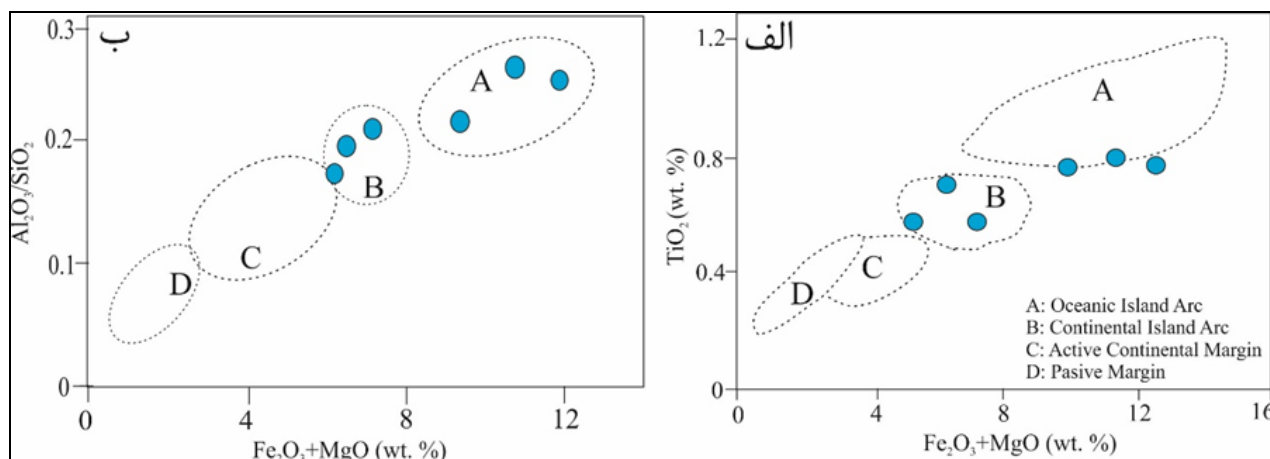 ب
0.3
0.2
0.1
0
Al₂O₃/SiO₂
A
B
C
D
0
4
8
12
Fe₂O₃+MgO (wt. %)
الف
1.2
0.8
0.4
0
TiO₂ (wt. %)
A
B
C
D
A: Oceanic Island Arc
B: Continental Island Arc
C: Active Continental Margin
D: Pasive Margin
0
4
8
12
16
Fe₂O₃+MgO (wt. %)